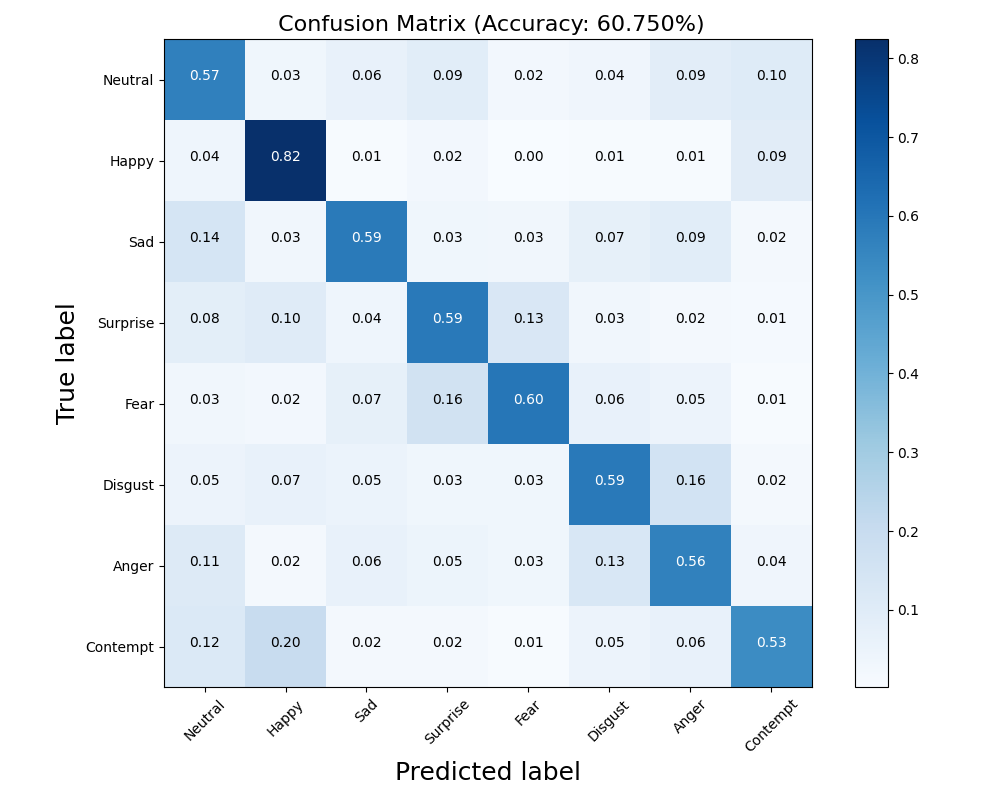 Confusion Matrix (Accuracy: 60.750%)
Neutral 0.57 0.03 0.06 0.09 0.02 0.04 0.09 0.10
0.8
Happy 0.04 0.82 0.01 0.02 0.00 0.01 0.01 0.09
0.7
Sad 0.14 0.03 0.59 0.03 0.03 0.07 0.09 0.02
0.6
Surprise 0.08 0.10 0.04 0.59 0.13 0.03 0.02 0.01
0.5
True label
Fear 0.03 0.02 0.07 0.16 0.60 0.06 0.05 0.01
0.4
Disgust 0.05 0.07 0.05 0.03 0.03 0.59 0.16 0.02
0.3
Anger 0.11 0.02 0.06 0.05 0.03 0.13 0.56 0.04
0.2
Contempt 0.12 0.20 0.02 0.02 0.01 0.05 0.06 0.53
0.1
Neutral Happy Sad Surprise Fear Disgust Anger Contempt
Predicted label